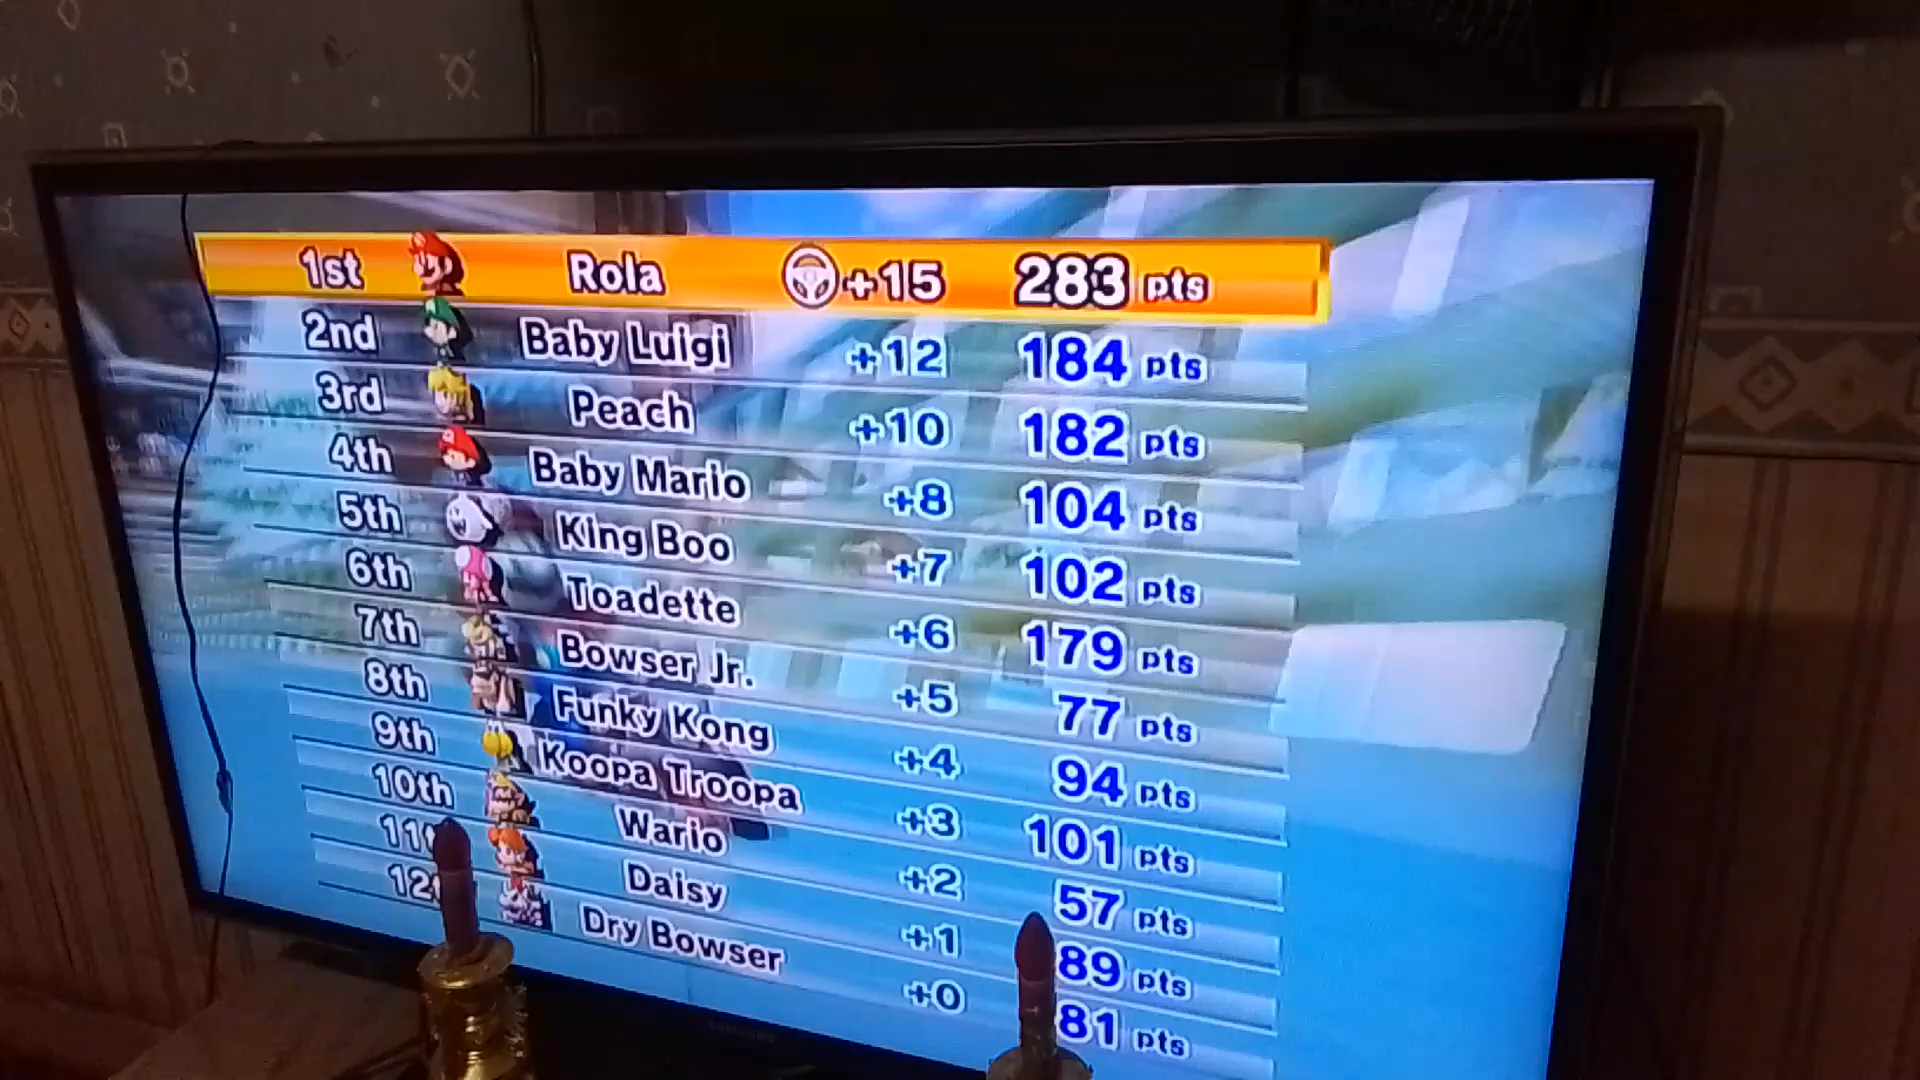 1st Rola +15 283 pts
2nd Baby Luigi +12 184 pts
3rd Peach +10 182 pts
4th Baby Mario +8 104 pts
5th King Boo +7 102 pts
6th Toadette +6 179 pts
7th Bowser Jr. +5 77 pts
8th Funky Kong +4 94 pts
9th Koopa Troopa +3 101 pts
10th Wario +2 57 pts
11t Daisy +1 89 pts
12t Dry Bowser +0 81 pts